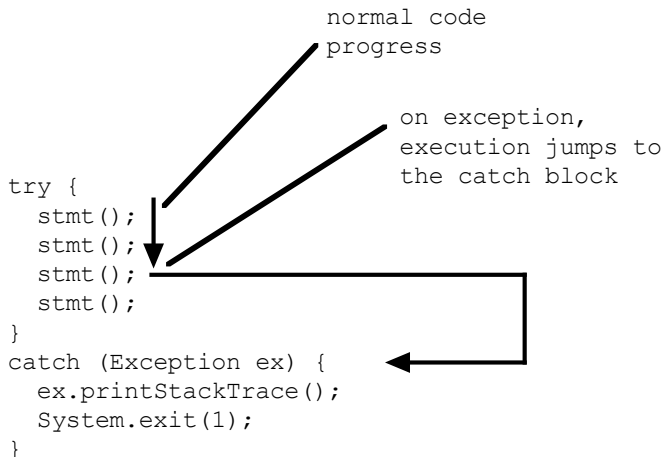 normal code
progress
on exception,
execution jumps to
the catch block
try {
  stmt();
  stmt();
  stmt();
  stmt();
}
catch (Exception ex) {
  ex.printStackTrace();
  System.exit(1);
}